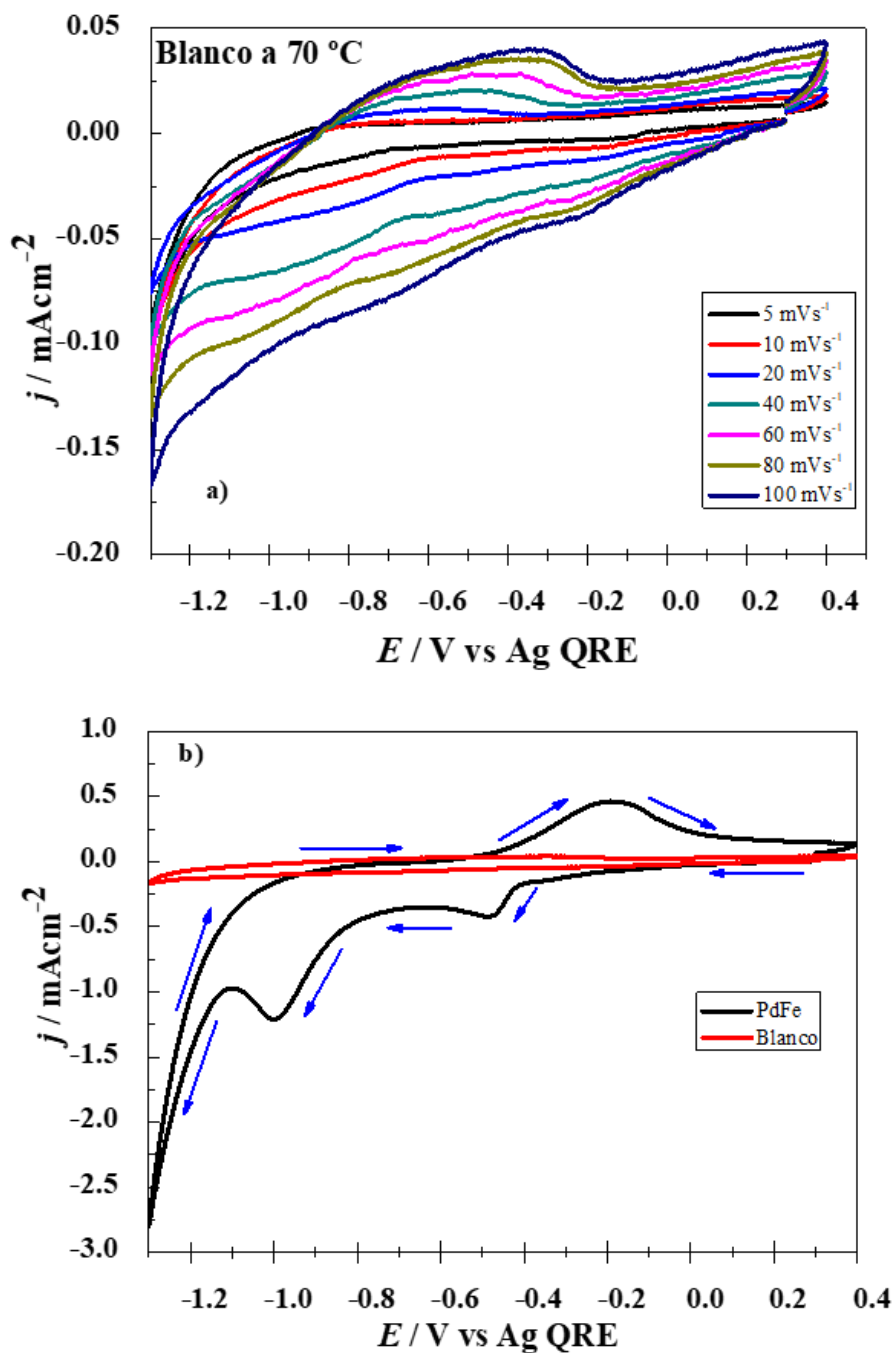 0.05
Blanco a 70 ºC
0.00
-0.05
-0.10
-0.15
-0.20
j / mAcm⁻²
5 mVs⁻¹
10 mVs⁻¹
20 mVs⁻¹
40 mVs⁻¹
60 mVs⁻¹
80 mVs⁻¹
100 mVs⁻¹
a)
-1.2 -1.0 -0.8 -0.6 -0.4 -0.2 0.0 0.2 0.4
E / V vs Ag QRE
1.0
b)
0.5
0.0
-0.5
-1.0
-1.5
-2.0
-2.5
-3.0
j / mAcm⁻²
PdFe
Blanco
-1.2 -1.0 -0.8 -0.6 -0.4 -0.2 0.0 0.2 0.4
E / V vs Ag QRE